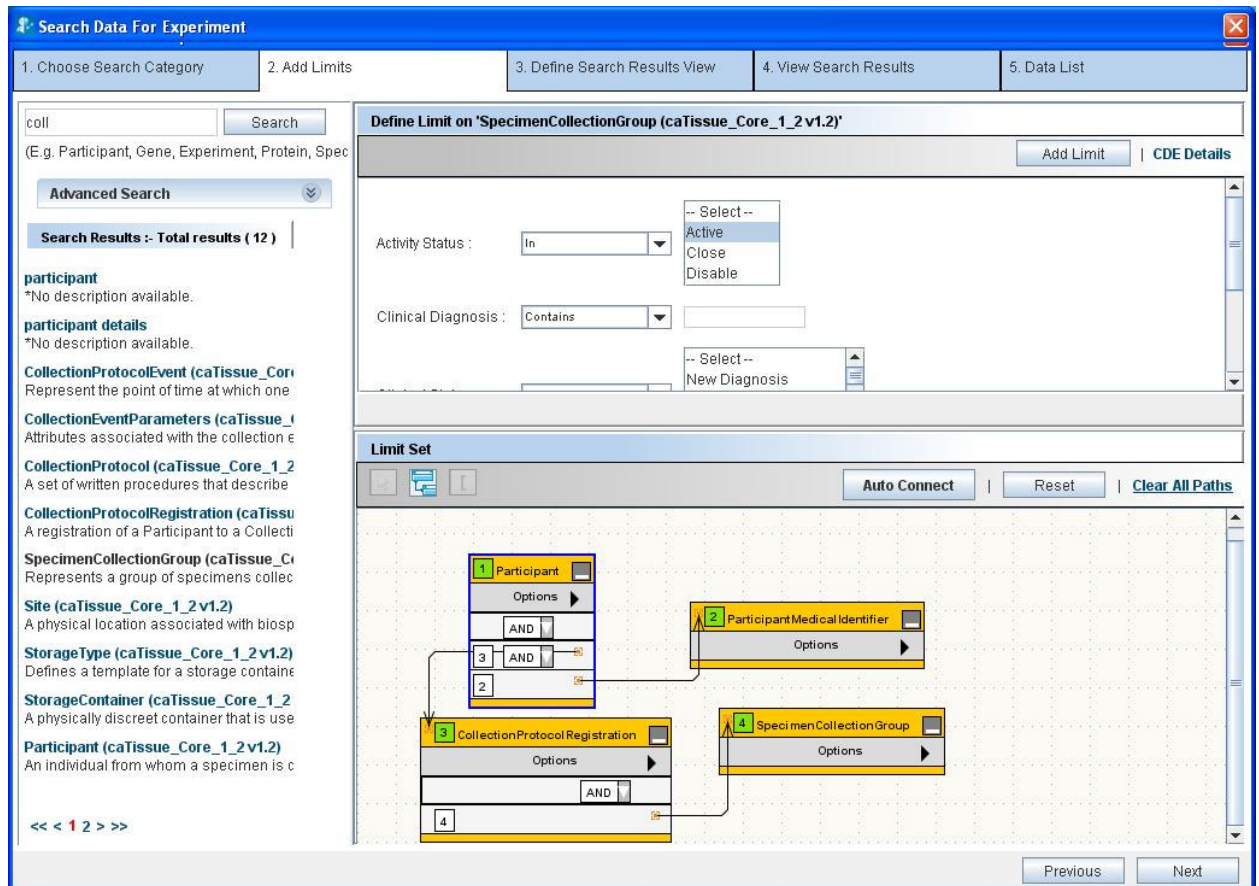 Search Data For Experiment
1. Choose Search Category
2. Add Limits
3. Define Search Results View
4. View Search Results
5. Data List
coll
Search
(E.g. Participant, Gene, Experiment, Protein, Spec
Advanced Search
Search Results :- Total results ( 12 )
participant
*No description available.
participant details
*No description available.
CollectionProtocolEvent (caTissue_Core
Represent the point of time at which one
CollectionEventParameters (caTissue_(
Attributes associated with the collection e
CollectionProtocol (caTissue_Core_1_2
A set of written procedures that describe
CollectionProtocolRegistration (caTissu
A registration of a Participant to a Collecti
SpecimenCollectionGroup (caTissue_Co
Represents a group of specimens collec
Site (caTissue_Core_1_2 v1.2)
A physical location associated with biosp
StorageType (caTissue_Core_1_2 v1.2)
Defines a template for a storage containe
StorageContainer (caTissue_Core_1_2
A physically discreet container that is use
Participant (caTissue_Core_1_2 v1.2)
An individual from whom a specimen is c
<< < 1 2 > >>
Define Limit on 'SpecimenCollectionGroup (caTissue_Core_1_2 v1.2)'
Add Limit | CDE Details
Activity Status :
In
-- Select --
Active
Close
Disable
Clinical Diagnosis :
Contains
-- Select --
New Diagnosis
Limit Set
Auto Connect | Reset | Clear All Paths
1 Participant
Options
AND
3 AND
2
2 ParticipantMedicalIdentifier
Options
3 CollectionProtocolRegistration
Options
AND
4
4 SpecimenCollectionGroup
Options
Previous
Next